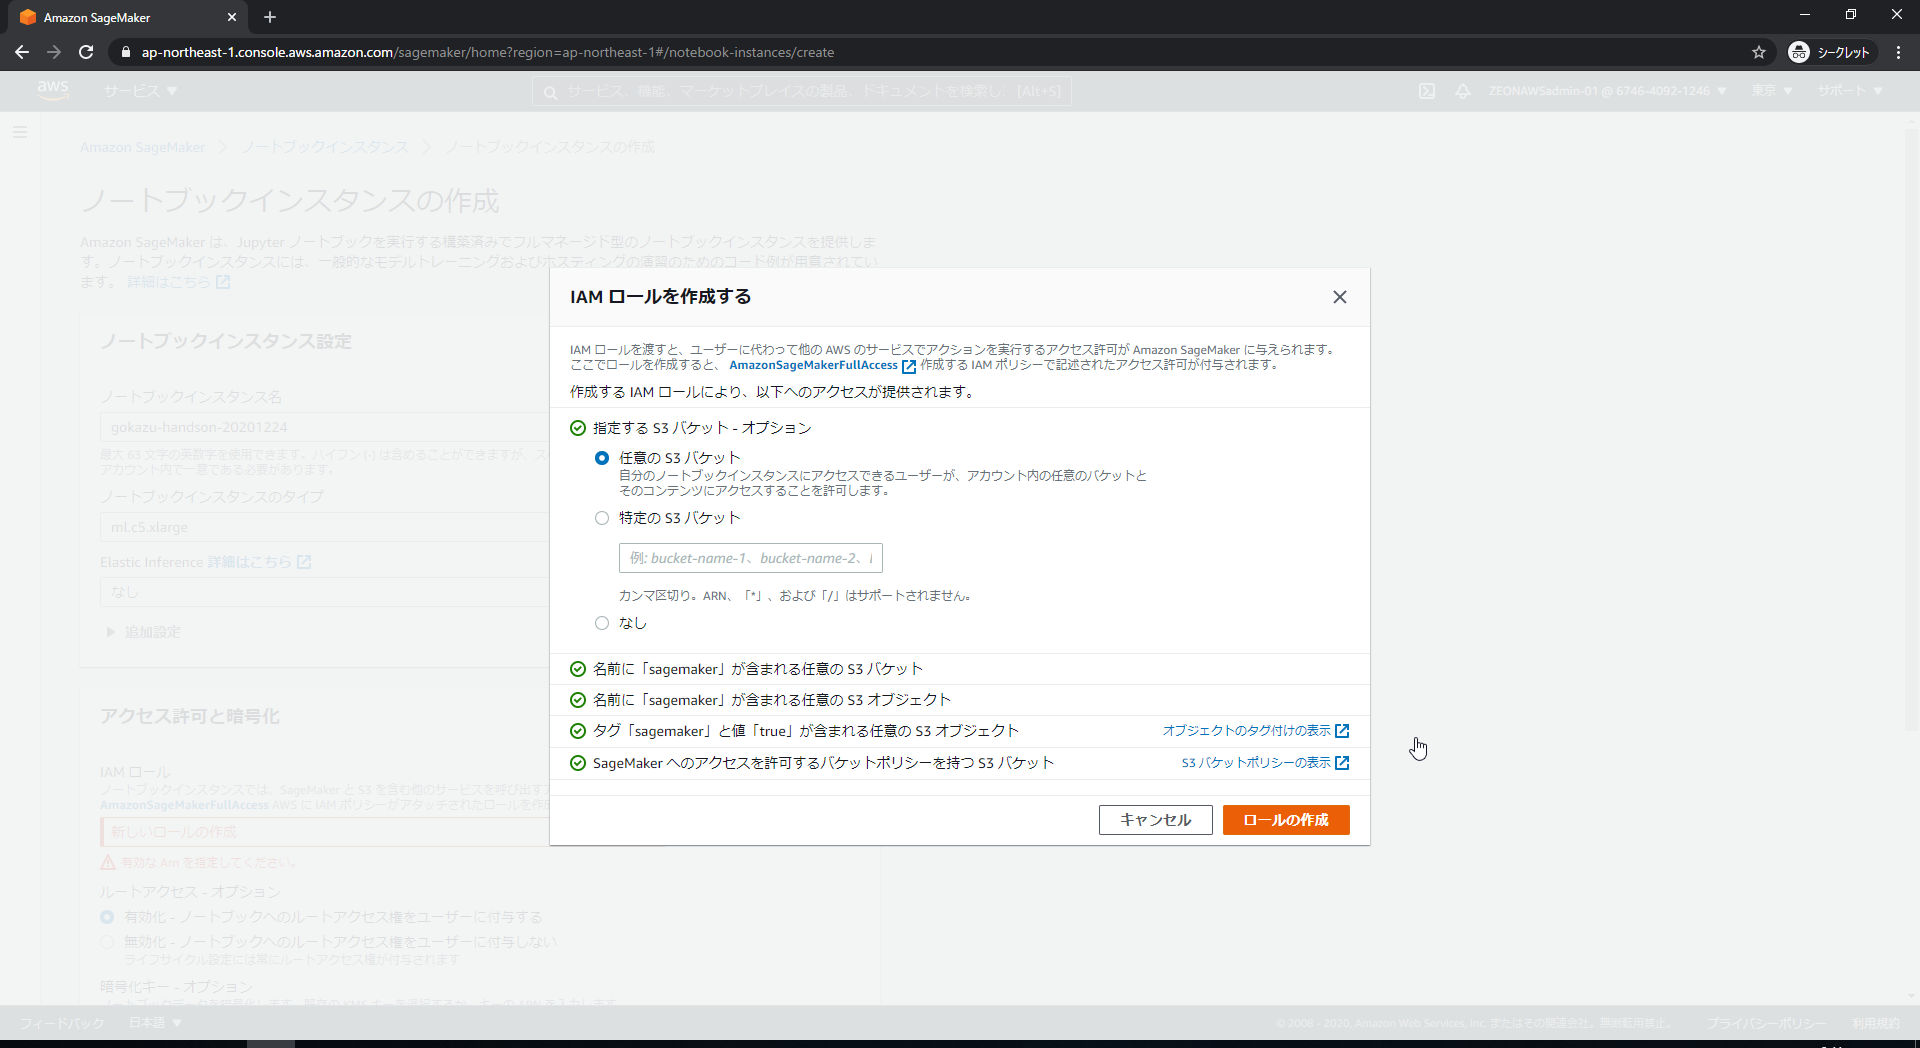 Amazon SageMaker
ap-northeast-1.console.aws.amazon.com/sagemaker/home?region=ap-northeast-1#/notebook-instances/create
シークレット
aws
サービス
サービス、機能、マーケットプレイスの製品、ドキュメントを検索し [Alt+S]
ZEONAWSadmin-01 @ 6746-4092-1246
東京
サポート
Amazon SageMaker
ノートブックインスタンス
ノートブックインスタンスの作成
ノートブックインスタンスの作成
Amazon SageMaker は、Jupyter ノートブックを実行する構築済みでフルマネージド型のノートブックインスタンスを提供しま
す。ノートブックインスタンスには、一般的なモデルトレーニングおよびホスティングの演習のためのコード例が用意されてい
ます。 詳細はこちら
ノートブックインスタンス設定
ノートブックインスタンス名
gokazu-handson-20201224
最大 63 文字の英数字を使用できます。ハイフン (-) は含めることができますが、ス
アカウント内で一意である必要があります。
ノートブックインスタンスのタイプ
ml.c5.xlarge
Elastic Inference 詳細はこちら
なし
追加設定
アクセス許可と暗号化
IAM ロール
ノートブックインスタンスでは、SageMaker と S3 を含む他のサービスを呼び出す
AmazonSageMakerFullAccess AWS に IAM ポリシーがアタッチされたロールを作成
新しいロールの作成
有効な Arn を指定してください。
ルートアクセス - オプション
有効化 - ノートブックへのルートアクセス権をユーザーに付与する
無効化 - ノートブックへのルートアクセス権をユーザーに付与しない
ライフサイクル設定には常にルートアクセス権が付与されます
暗号化キー - オプション
IAM ロールを作成する
IAM ロールを渡すと、ユーザーに代わって他の AWS のサービスでアクションを実行するアクセス許可が Amazon SageMaker に与えられます。
ここでロールを作成すると、 AmazonSageMakerFullAccess 作成する IAM ポリシーで記述されたアクセス許可が付与されます。
作成する IAM ロールにより、以下へのアクセスが提供されます。
指定する S3 バケット - オプション
任意の S3 バケット
自分のノートブックインスタンスにアクセスできるユーザーが、アカウント内の任意のバケットと
そのコンテンツにアクセスすることを許可します。
特定の S3 バケット
例: bucket-name-1、bucket-name-2、
カンマ区切り。ARN、「*」、および「/」はサポートされません。
なし
名前に「sagemaker」が含まれる任意の S3 バケット
名前に「sagemaker」が含まれる任意の S3 オブジェクト
タグ「sagemaker」と値「true」が含まれる任意の S3 オブジェクト
オブジェクトのタグ付けの表示
SageMaker へのアクセスを許可するバケットポリシーを持つ S3 バケット
S3 バケットポリシーの表示
キャンセル
ロールの作成
フィードバック
日本語
© 2008 - 2020, Amazon Web Services, Inc. またはその関連会社。無断転用禁止。
プライバシーポリシー
利用規約